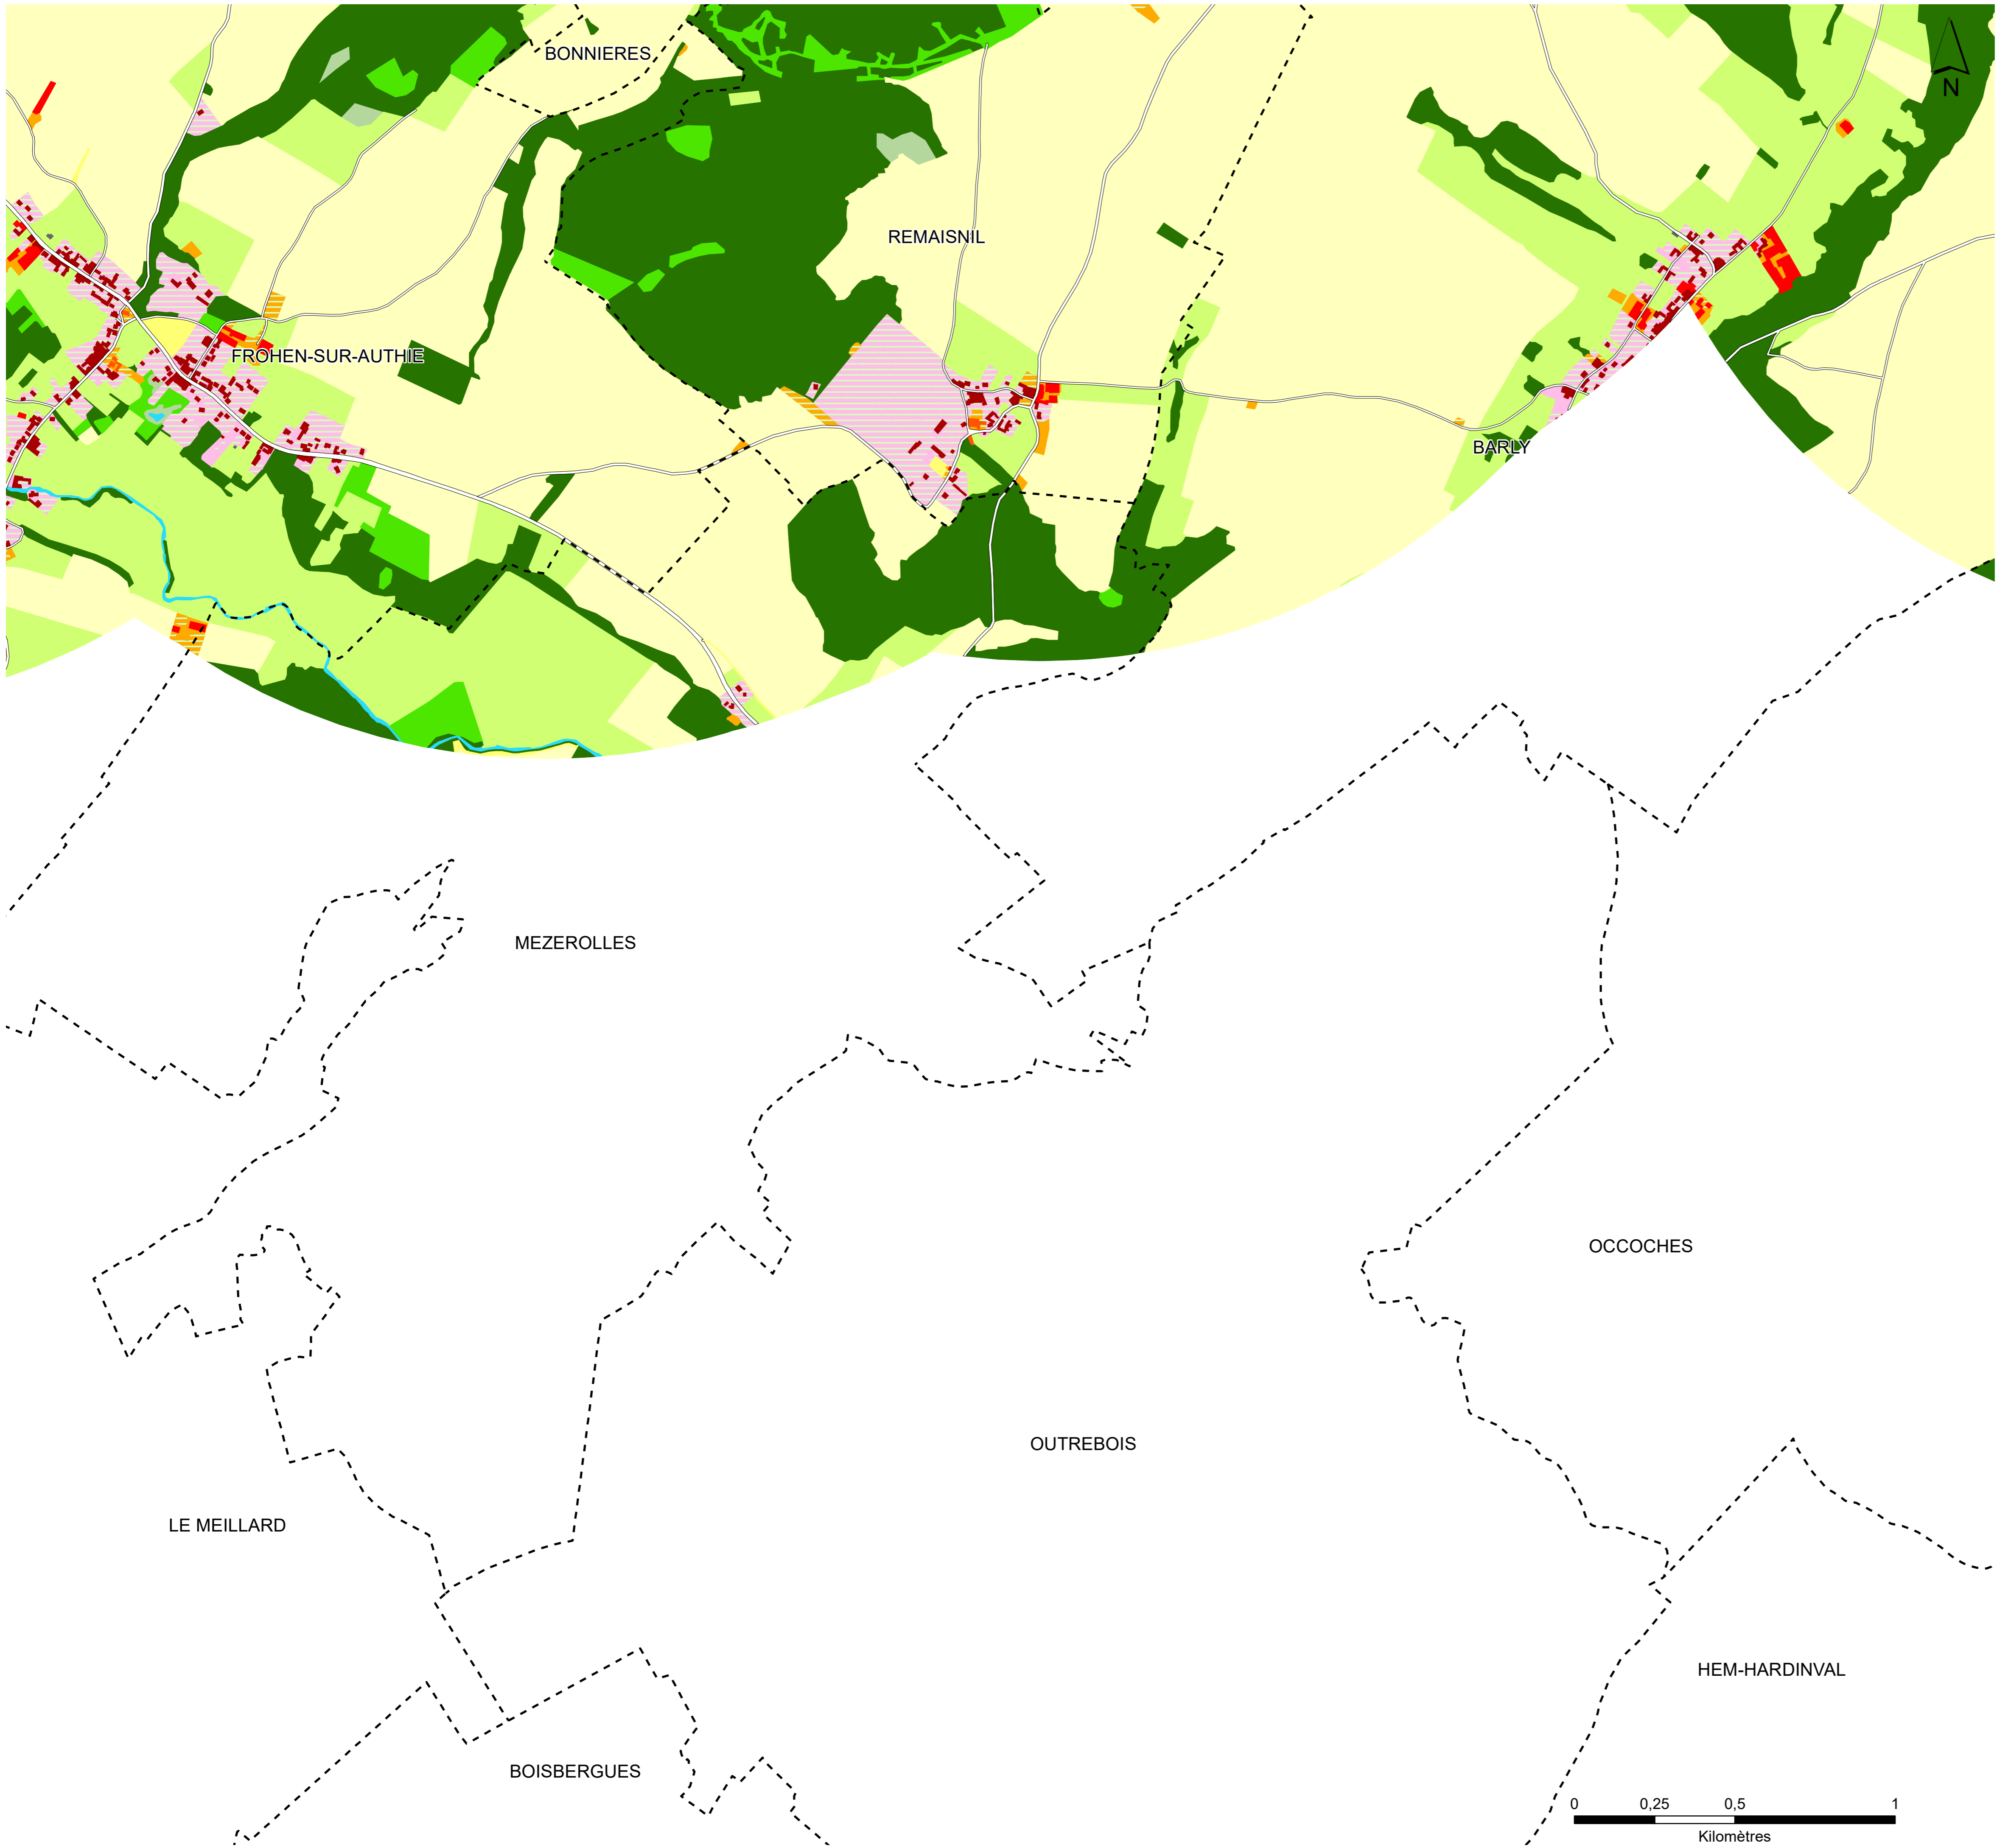 BONNIERES
N
REMAISNIL
FROHEN-SUR-AUTHIE
BARLY
MEZEROLLES
OCCOCHES
OUTREBOIS
LE MEILLARD
HEM-HARDINVAL
BOISBERGUES
0 0,25 0,5 1
Kilomètres